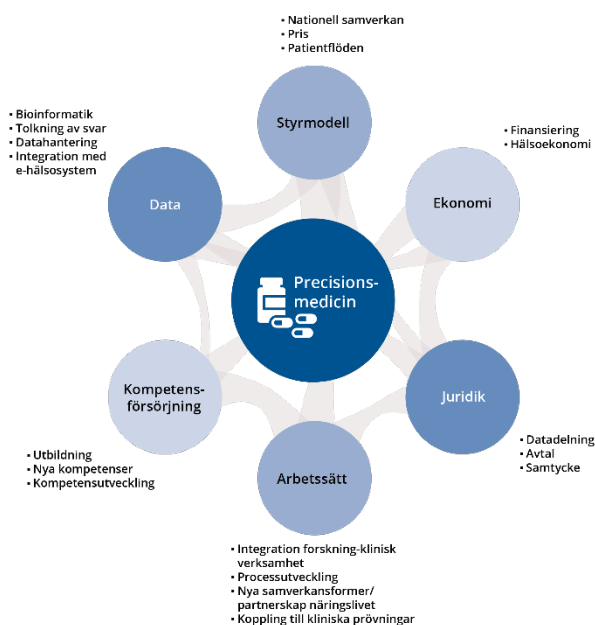 ▪ Nationell samverkan
▪ Pris
▪ Patientflöden
Styrmodell
▪ Bioinformatik
▪ Tolkning av svar
▪ Datahantering
▪ Integration med
e-hälsosystem
Data
▪ Finansiering
▪ Hälsoekonomi
Ekonomi
Precisions-
medicin
Kompetens-
försörjning
▪ Utbildning
▪ Nya kompetenser
▪ Kompetensutveckling
Juridik
▪ Datadelning
▪ Avtal
▪ Samtycke
Arbetssätt
▪ Integration forskning-klinisk
verksamhet
▪ Processutveckling
▪ Nya samverkansformer/
partnerskap näringslivet
▪ Koppling till kliniska prövningar